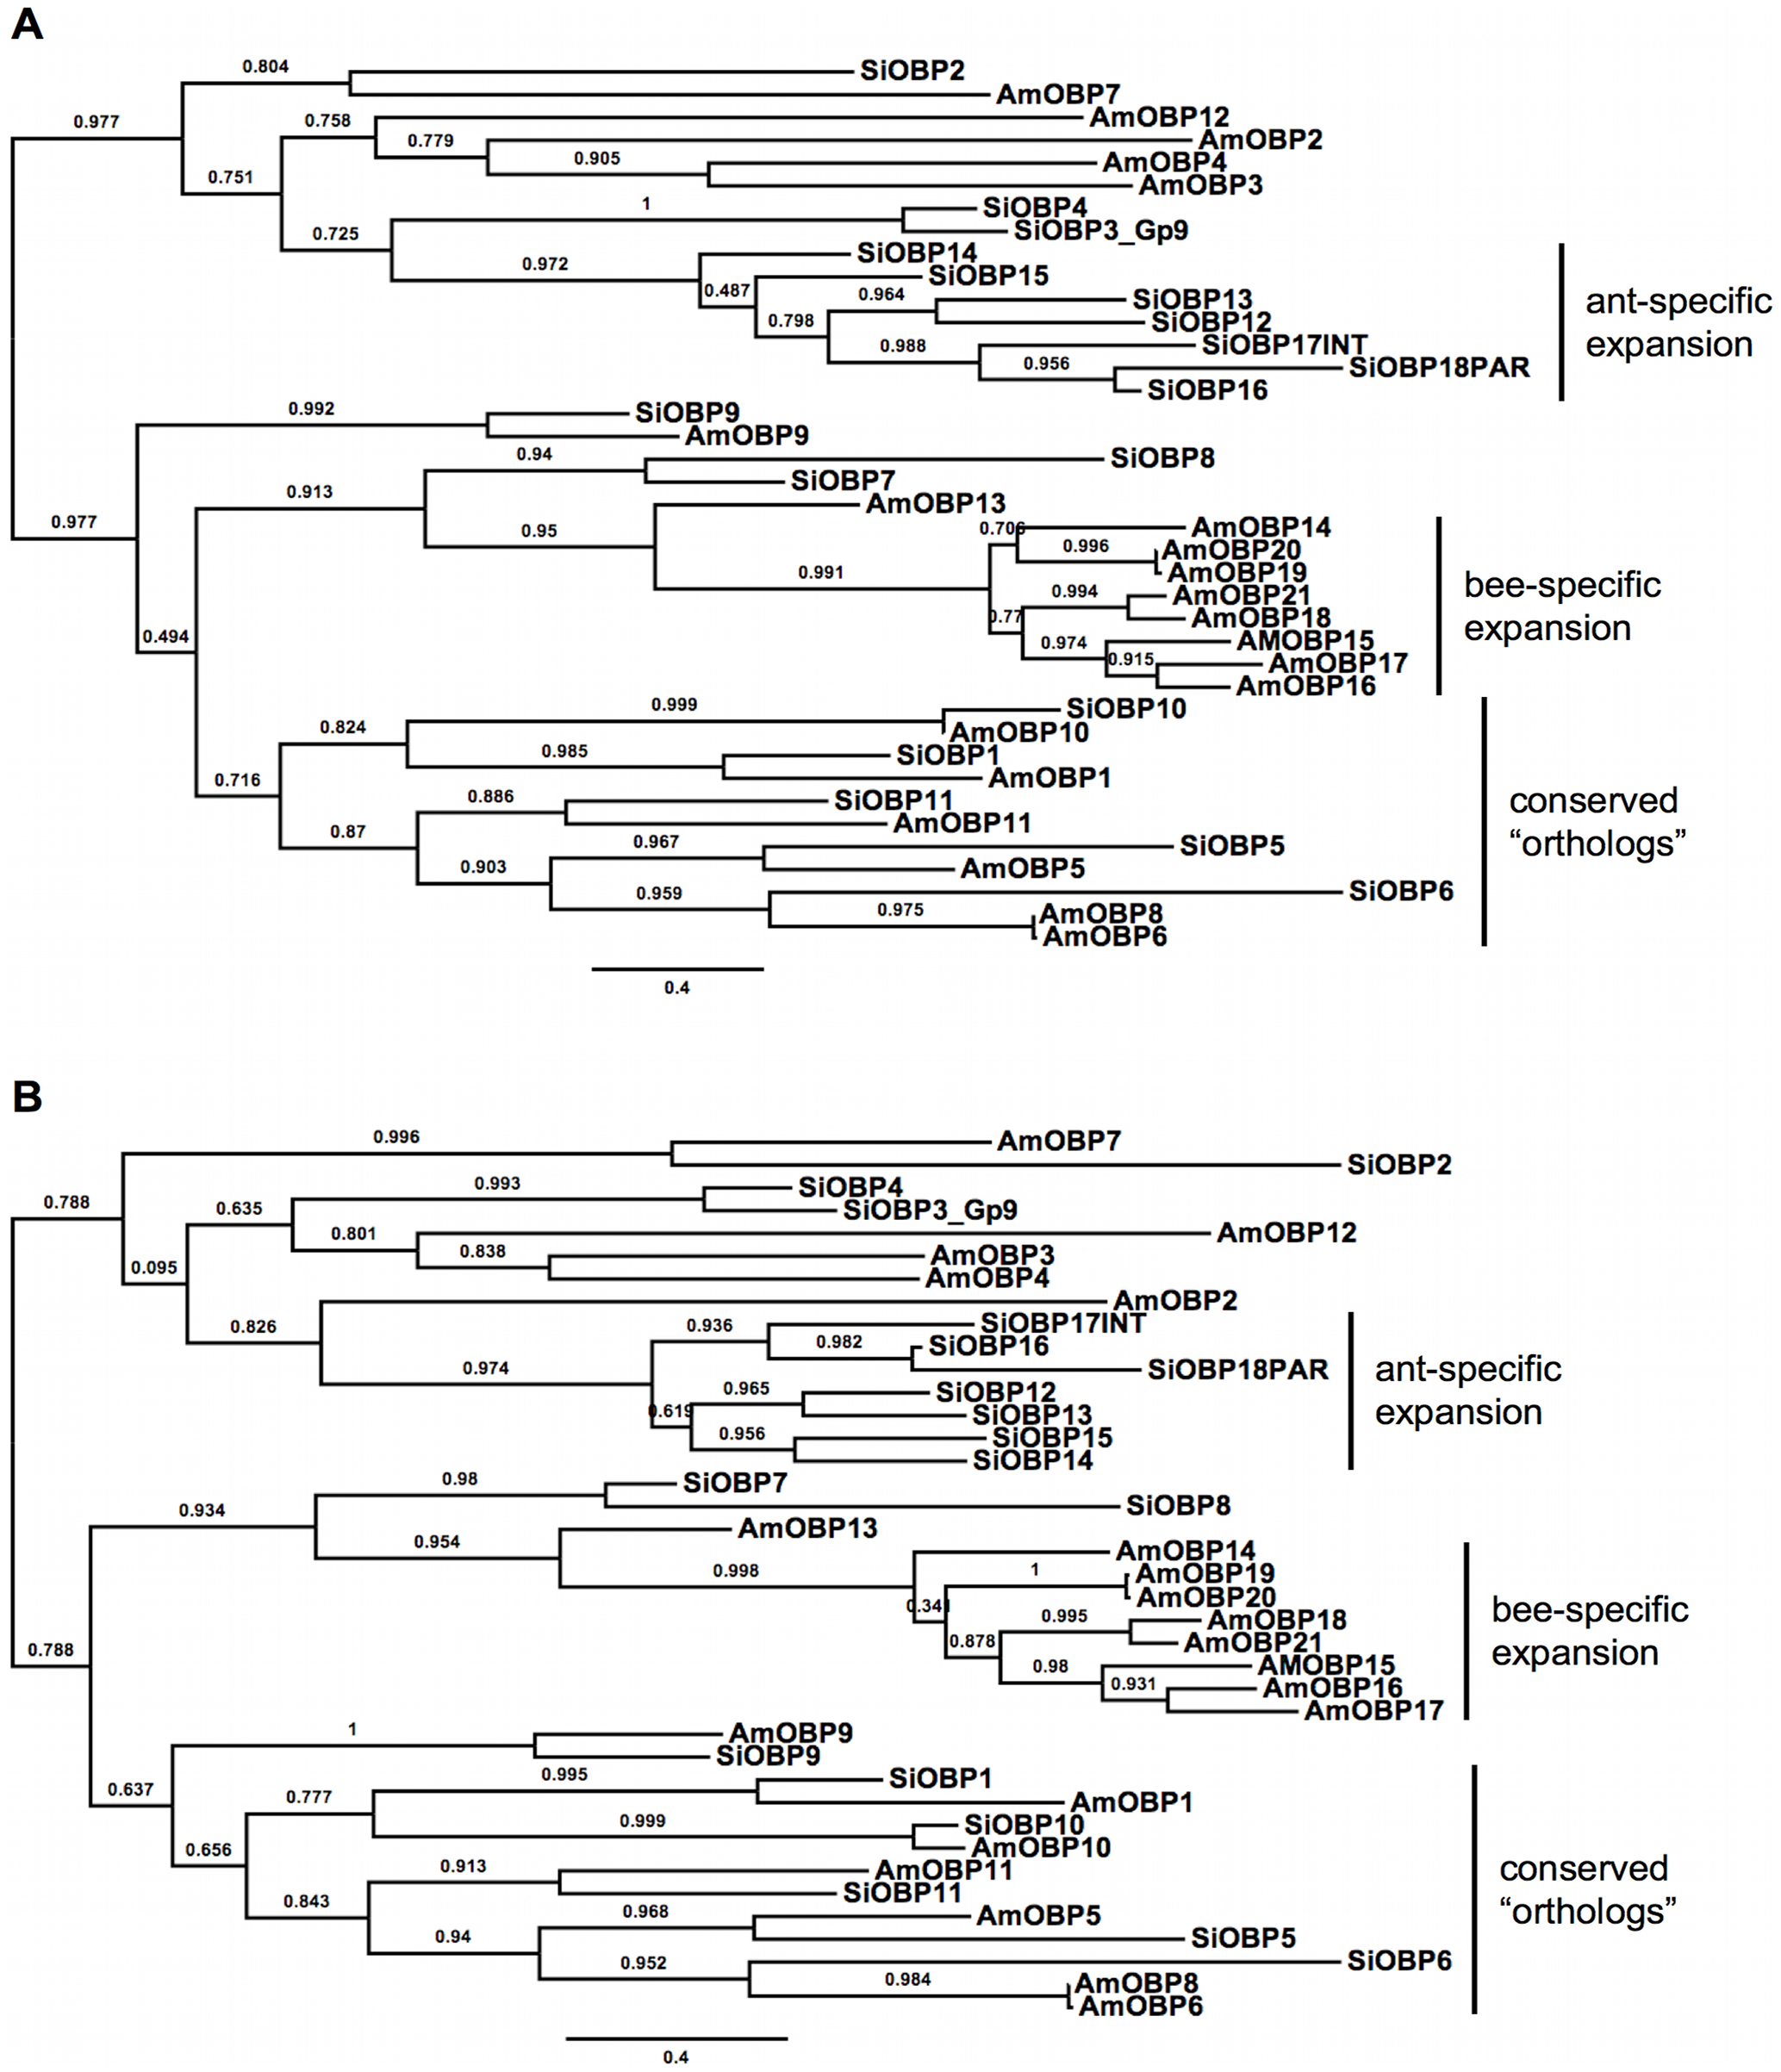 A
0.804
SiOBP2
AmOBP7
0.977
0.758
AmOBP12
0.779
AmOBP2
0.905
AmOBP4
AmOBP3
0.751
1
SiOBP4
SiOBP3_Gp9
0.725
SiOBP14
0.972
SiOBP15
0.487
0.964
SiOBP13
ant-specific
expansion
0.798
SiOBP12
0.988
SiOBP17INT
0.956
SiOBP18PAR
SiOBP16
0.992
SiOBP9
AmOBP9
0.94
SiOBP8
SiOBP7
0.913
AmOBP13
0.977
0.95
0.706
AmOBP14
0.996
AmOBP20
0.991
AmOBP19
bee-specific
expansion
0.994
AmOBP21
0.77
AmOBP18
0.494
0.974
AMOBP15
0.915
AmOBP17
AmOBP16
0.999
SiOBP10
0.824
AmOBP10
0.985
SiOBP1
AmOBP1
0.716
0.886
SiOBP11
conserved
“orthologs”
AmOBP11
0.87
0.967
SiOBP5
0.903
AmOBP5
0.959
SiOBP6
0.975
AmOBP8
AmOBP6
0.4
B
0.996
AmOBP7
SiOBP2
0.788
0.993
SiOBP4
0.635
SiOBP3_Gp9
0.801
AmOBP12
0.838
AmOBP3
0.095
AmOBP4
AmOBP2
0.826
0.936
SiOBP17INT
0.982
SiOBP16
0.974
SiOBP18PAR
ant-specific
expansion
0.965
SiOBP12
0.619
SiOBP13
0.956
SiOBP15
SiOBP14
0.98
SiOBP7
0.934
SiOBP8
0.954
AmOBP13
0.998
AmOBP14
1
AmOBP19
0.341
AmOBP20
bee-specific
expansion
0.995
AmOBP18
0.878
AmOBP21
0.788
0.98
AMOBP15
0.931
AmOBP16
AmOBP17
1
AmOBP9
SiOBP9
0.637
0.995
SiOBP1
0.777
AmOBP1
0.999
SiOBP10
0.656
AmOBP10
0.913
AmOBP11
conserved
“orthologs”
SiOBP11
0.843
0.968
AmOBP5
0.94
SiOBP5
0.952
SiOBP6
0.984
AmOBP8
AmOBP6
0.4